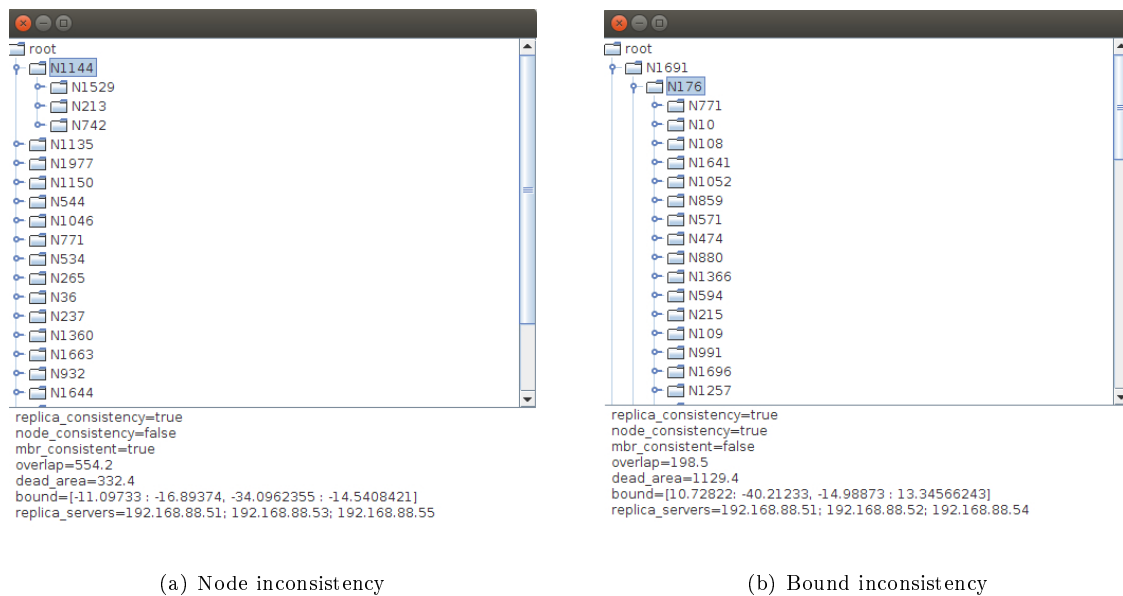 root
N1144
N1529
N213
N742
N1135
N1977
N1150
N544
N1046
N771
N534
N265
N36
N237
N1360
N1663
N932
N1644
replica_consistency=true
node_consistency=false
mbr_consistent=true
overlap=554.2
dead_area=332.4
bound=[-11.09733 : -16.89374, -34.0962355 : -14.5408421]
replica_servers=192.168.88.51; 192.168.88.53; 192.168.88.55
(a) Node inconsistency
root
N1691
N176
N771
N10
N108
N1641
N1052
N859
N571
N474
N880
N1366
N594
N215
N109
N991
N1696
N1257
replica_consistency=true
node_consistency=true
mbr_consistent=false
overlap=198.5
dead_area=1129.4
bound=[10.72822: -40.21233, -14.98873 : 13.34566243]
replica_servers=192.168.88.51; 192.168.88.52; 192.168.88.54
(b) Bound inconsistency